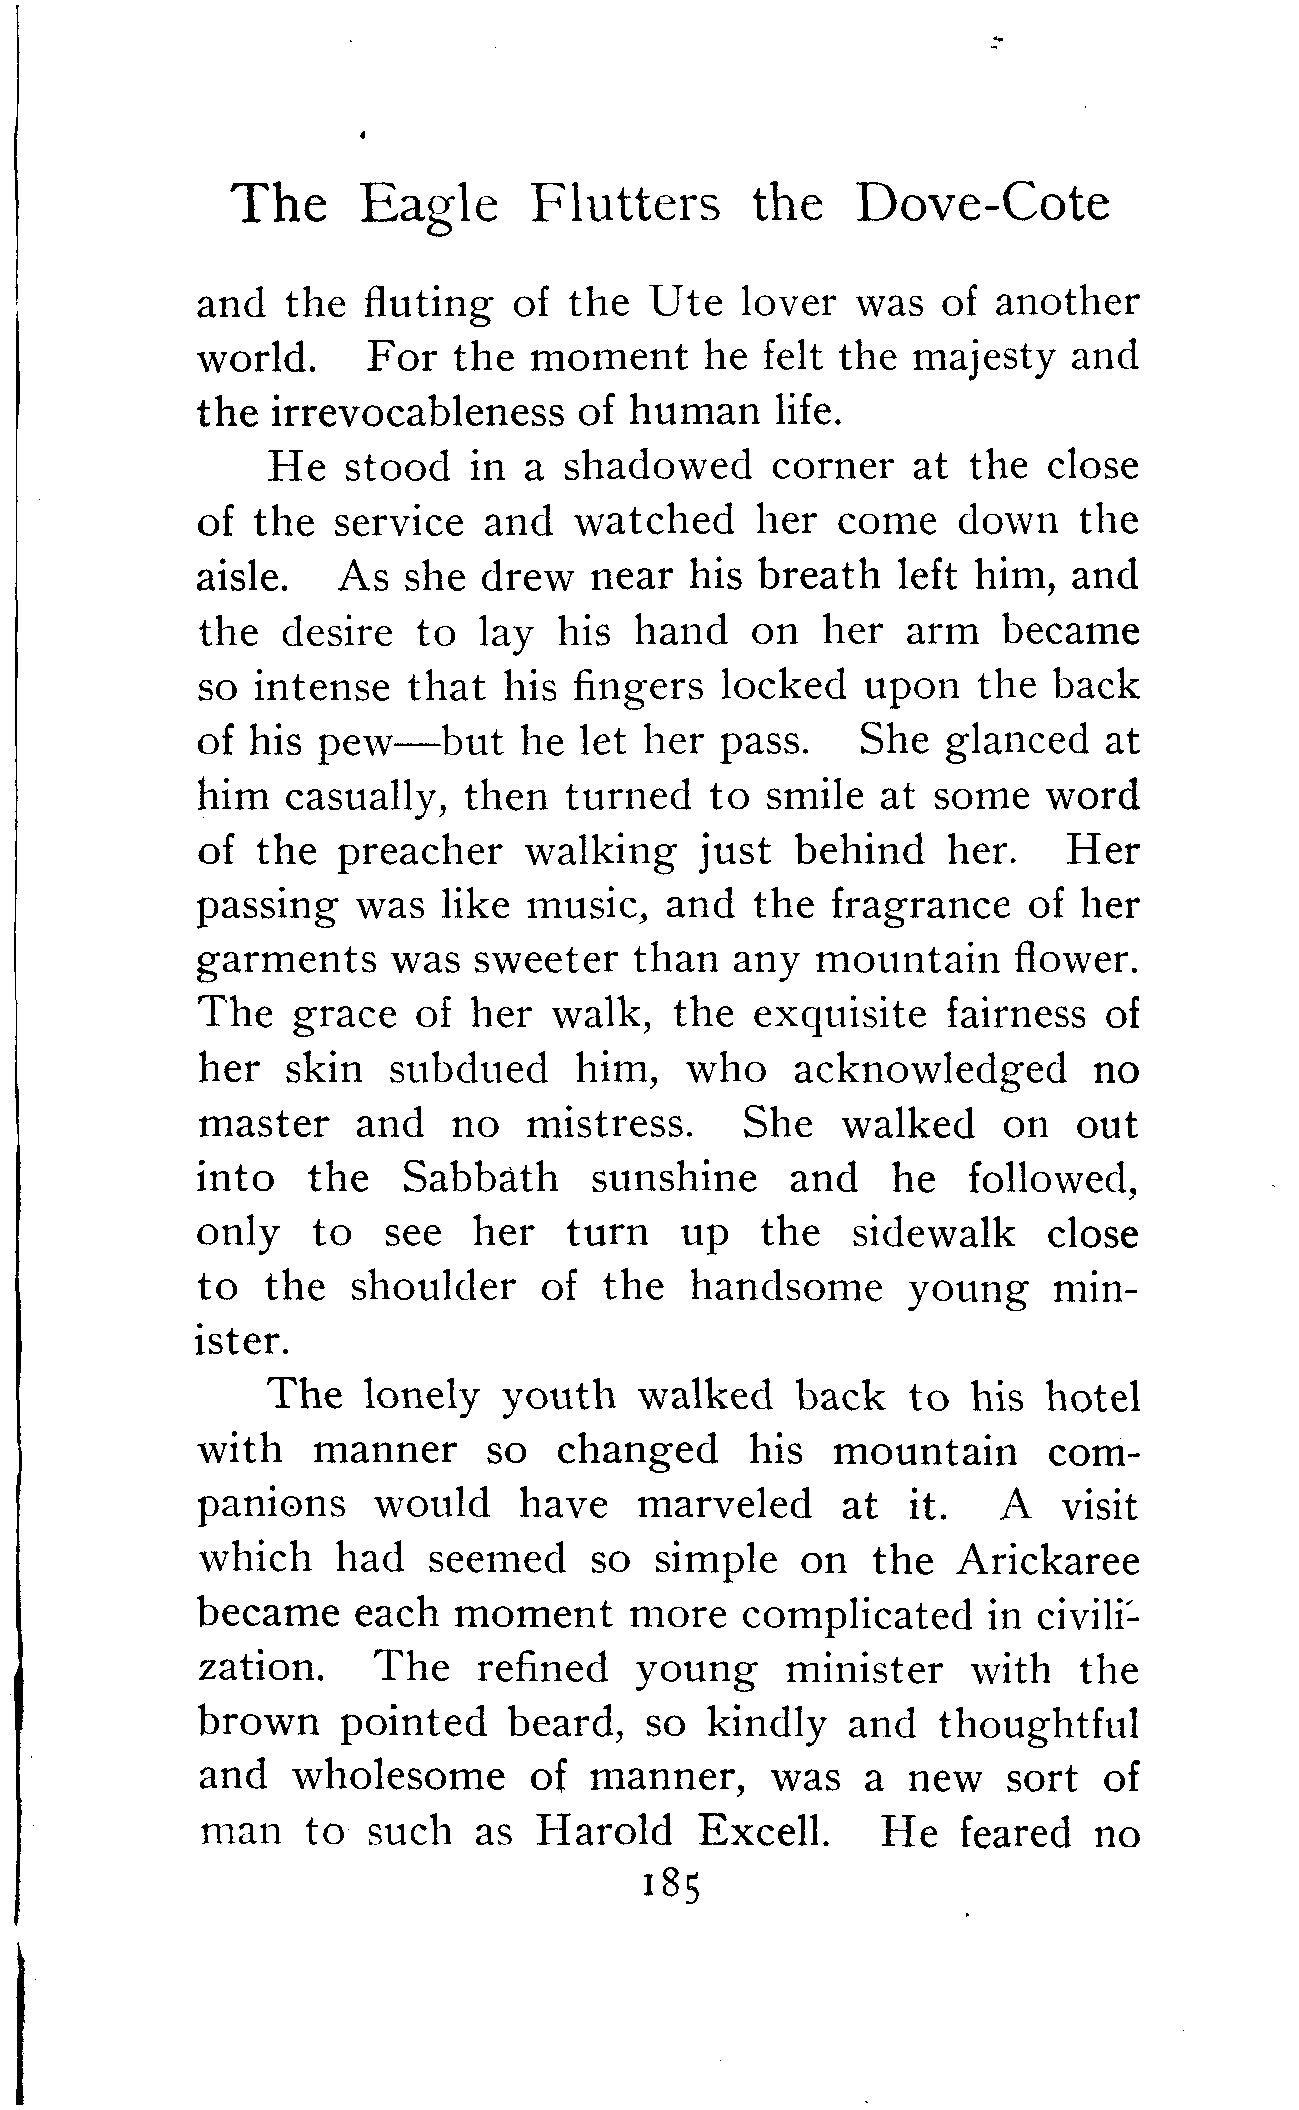 The Eagle Flutters the Dove-Cote
and the fluting of the Ute lover was of another
world. For the moment he felt the majesty and
the irrevocableness of human life.
He stood in a shadowed corner at the close
of the service and watched her come down the
aisle. As she drew near his breath left him, and
the desire to lay his hand on her arm became
so intense that his fingers locked upon the back
of his pew—but he let her pass. She glanced at
him casually, then turned to smile at some word
of the preacher walking just behind her. Her
passing was like music, and the fragrance of her
garments was sweeter than any mountain flower.
The grace of her walk, the exquisite fairness of
her skin subdued him, who acknowledged no
master and no mistress. She walked on out
into the Sabbath sunshine and he followed,
only to see her turn up the sidewalk close
to the shoulder of the handsome young min-
ister.
The lonely youth walked back to his hotel
with manner so changed his mountain com-
panions would have marveled at it. A visit
which had seemed so simple on the Arickaree
became each moment more complicated in civili-
zation. The refined young minister with the
brown pointed beard, so kindly and thoughtful
and wholesome of manner, was a new sort of
man to such as Harold Excell. He feared no
185